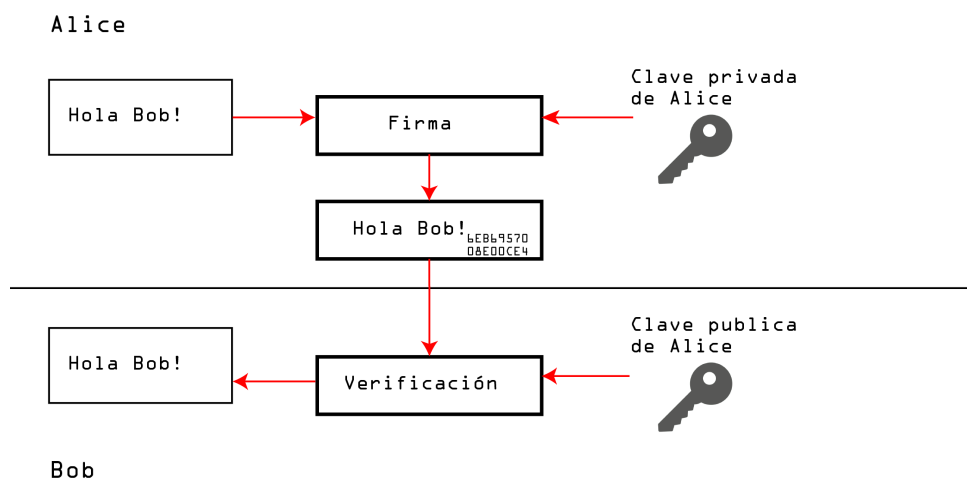 Alice
Hola Bob!
Firma
Clave privada
de Alice
Hola Bob!
6EB69570
08E00CE4
Hola Bob!
Verificación
Clave publica
de Alice
Bob